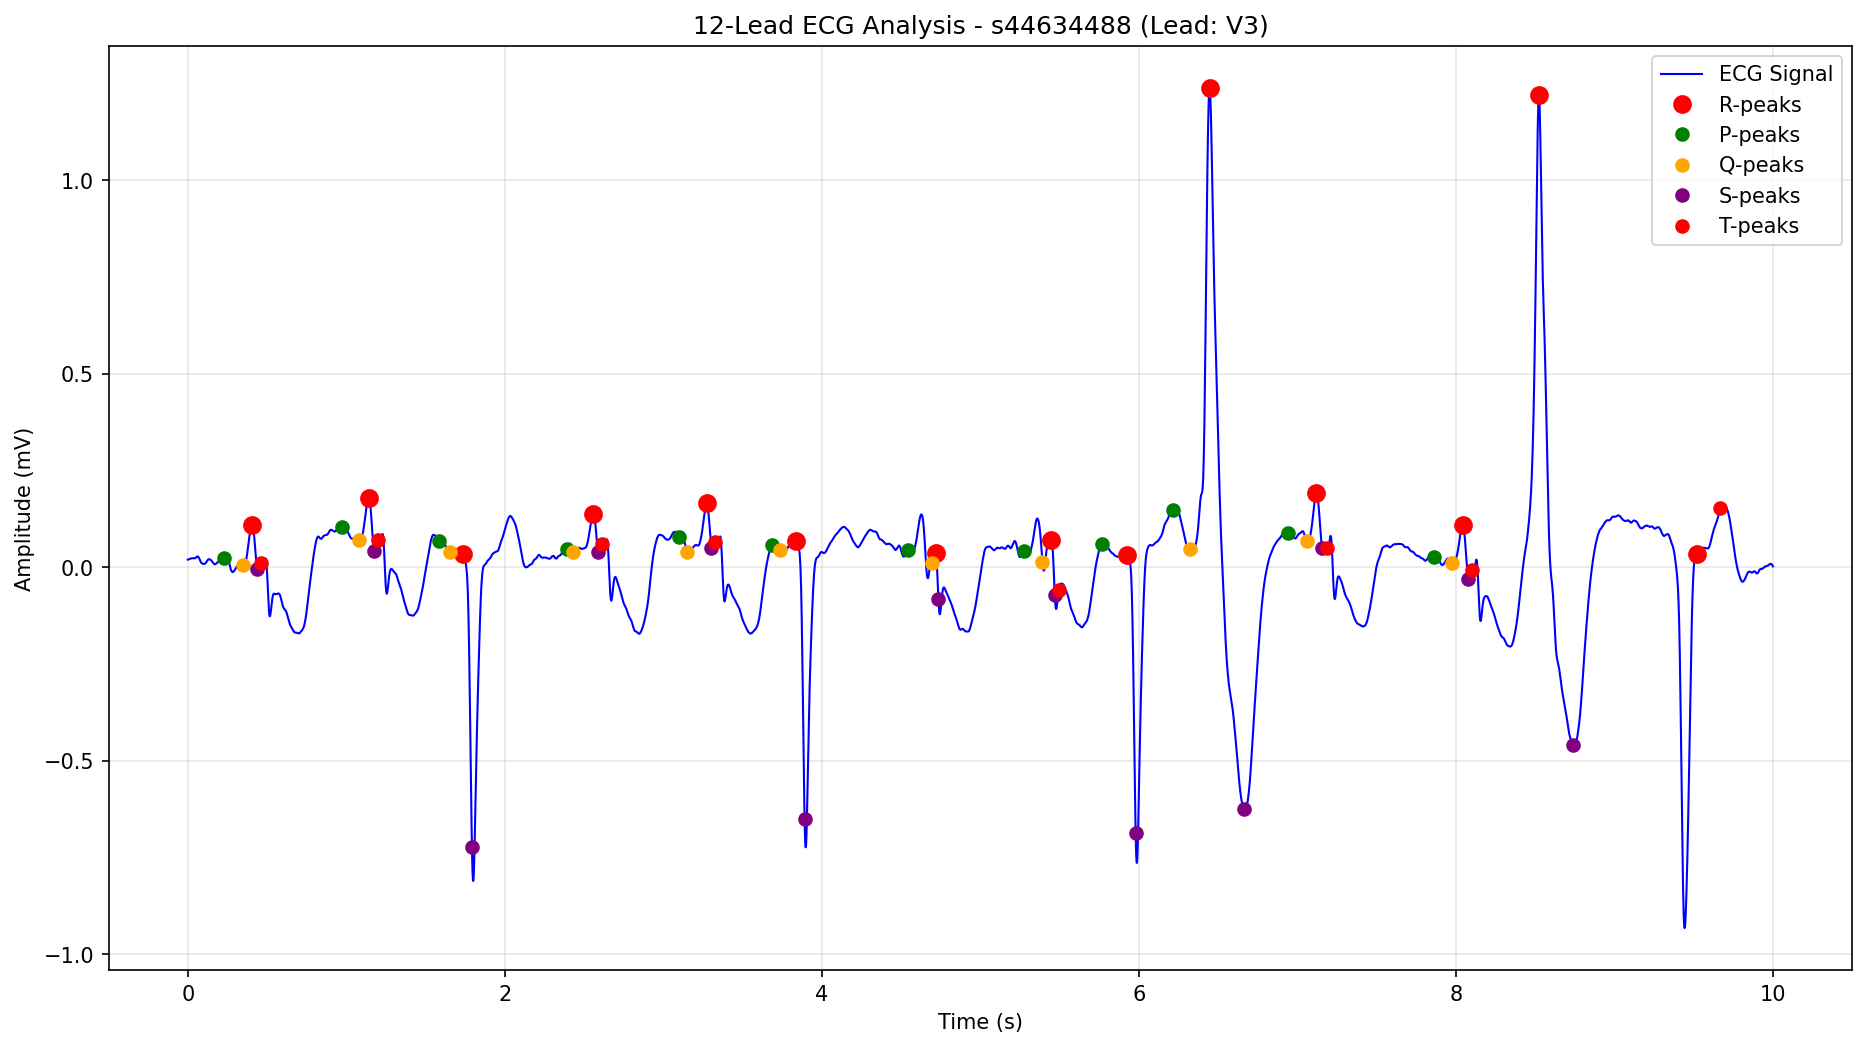 12-Lead ECG Analysis - s44634488 (Lead: V3)
ECG Signal
R-peaks
P-peaks
Q-peaks
S-peaks
T-peaks
Amplitude (mV)
1.0
0.5
0.0
−0.5
−1.0
0 2 4 6 8 10
Time (s)